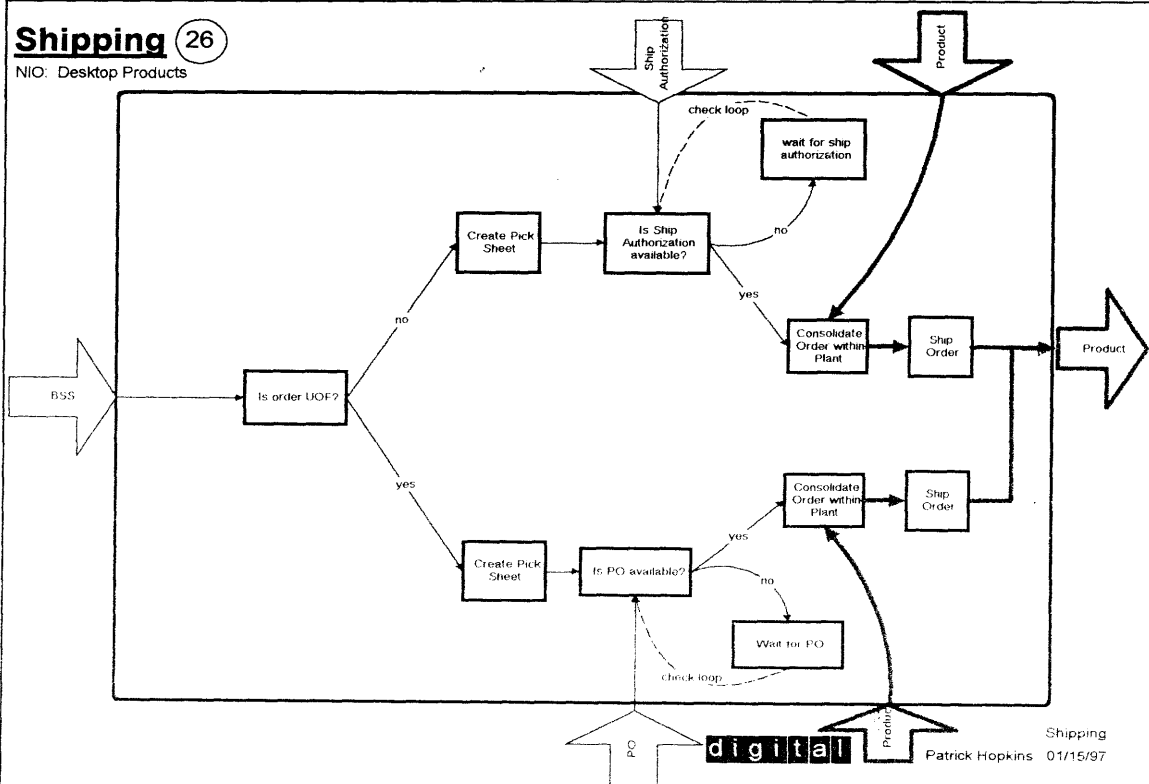 Shipping 26
NIO: Desktop Products
Ship
Authorization
Product
check loop
wait for ship
authorization
Create Pick
Sheet
Is Ship
Authorization
available?
no
yes
no
Consolidate
Order within
Plant
Ship
Order
Product
BSS
Is order UOF?
yes
Consolidate
Order within
Plant
Ship
Order
yes
Create Pick
Sheet
Is PO available?
no
Wait for PO
check loop
PO
digital
Product
Patrick Hopkins
Shipping
01/15/97